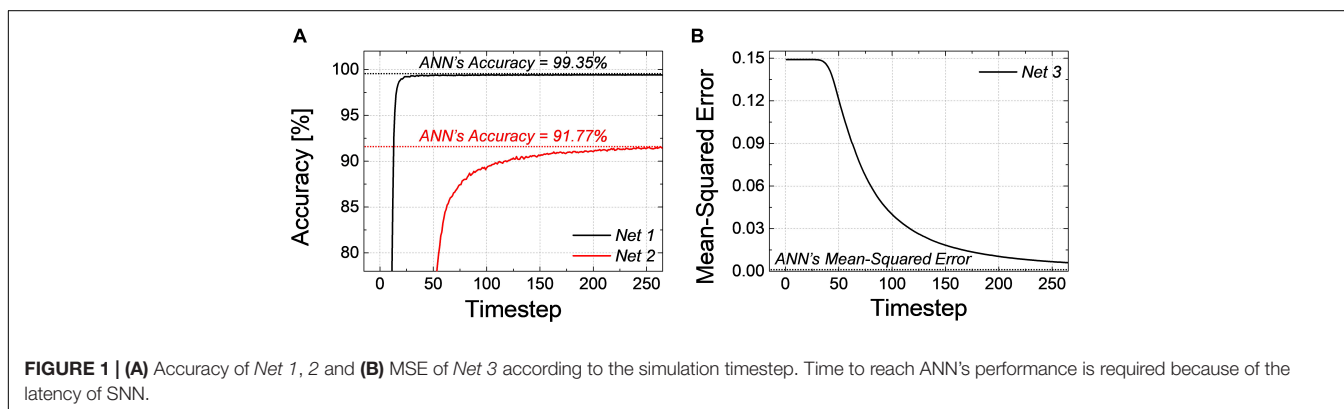 A
ANN's Accuracy = 99.35%
ANN's Accuracy = 91.77%
Accuracy [%]
100
95
90
85
80
Net 1
Net 2
0 50 100 150 200 250
Timestep
B
Net 3
Mean-Squared Error
0.15
0.12
0.09
0.06
0.03
0.00
ANN's Mean-Squared Error
0 50 100 150 200 250
Timestep
FIGURE 1 | (A) Accuracy of Net 1, 2 and (B) MSE of Net 3 according to the simulation timestep. Time to reach ANN's performance is required because of the
latency of SNN.